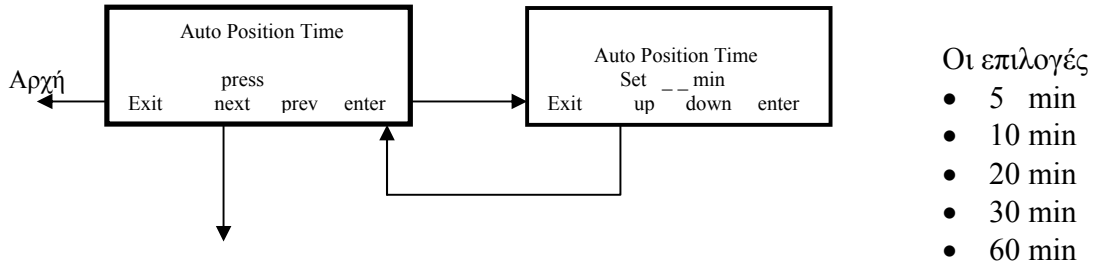 Αρχή
Auto Position Time
press
Exit next prev enter
Auto Position Time
Set _ _ min
Exit up down enter
Οι επιλογές
• 5 min
• 10 min
• 20 min
• 30 min
• 60 min